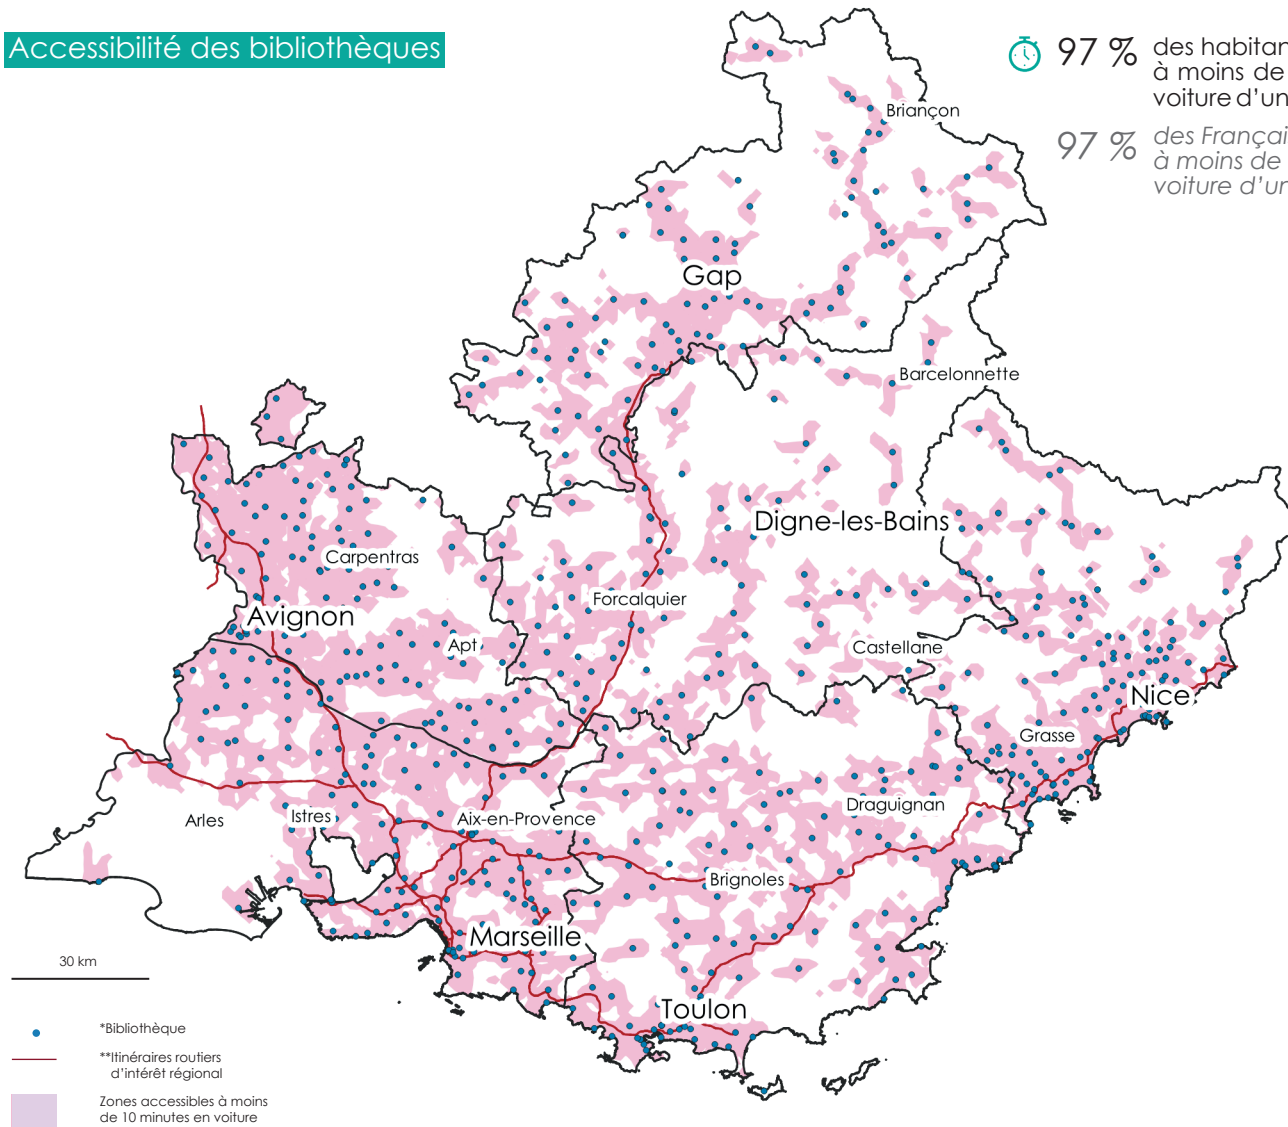 Accessibilité des bibliothèques
97 %
des habitan
à moins de
voiture d’un
97 %
des Françai
à moins de
voiture d’un
Briançon
Gap
Barcelonnette
Digne-les-Bains
Carpentras
Forcalquier
Avignon
Apt
Castellane
Nice
Grasse
Draguignan
Arles
Istres
Aix-en-Provence
Brignoles
Marseille
Toulon
30 km
*Bibliothèque
**Itinéraires routiers
d’intérêt régional
Zones accessibles à moins
de 10 minutes en voiture